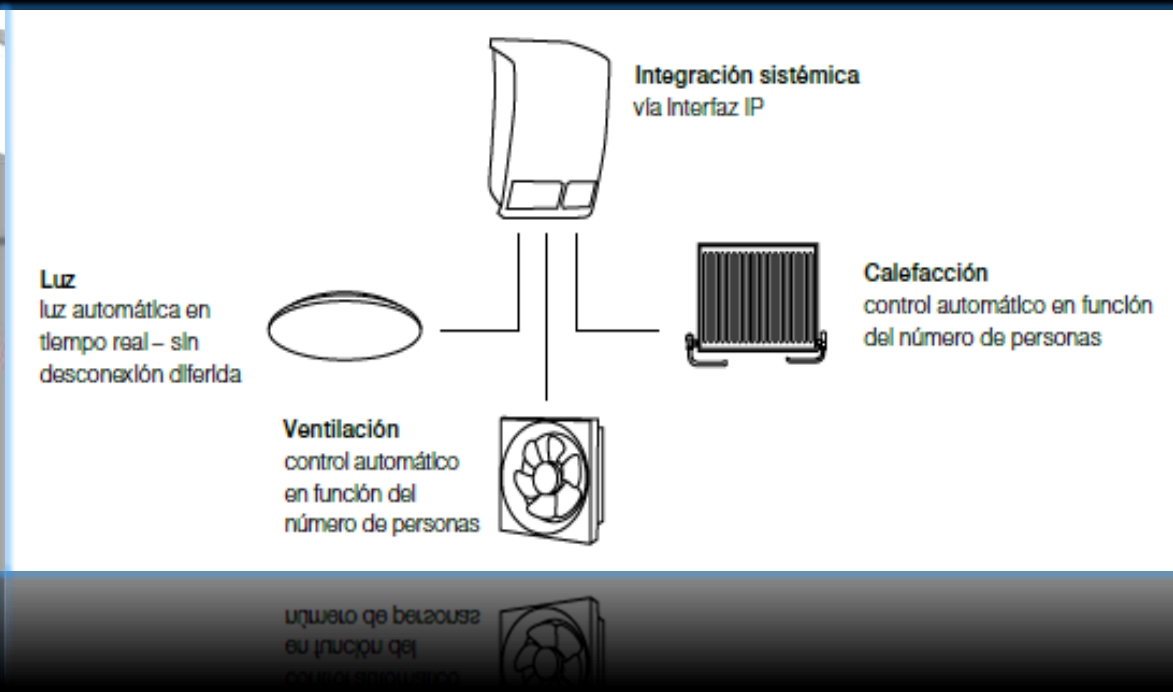 Integración sistémica
vía Interfaz IP
Luz
luz automática en
tiempo real – sin
desconexión diferida
Calefacción
control automático en función
del número de personas
Ventilación
control automático
en función del
número de personas